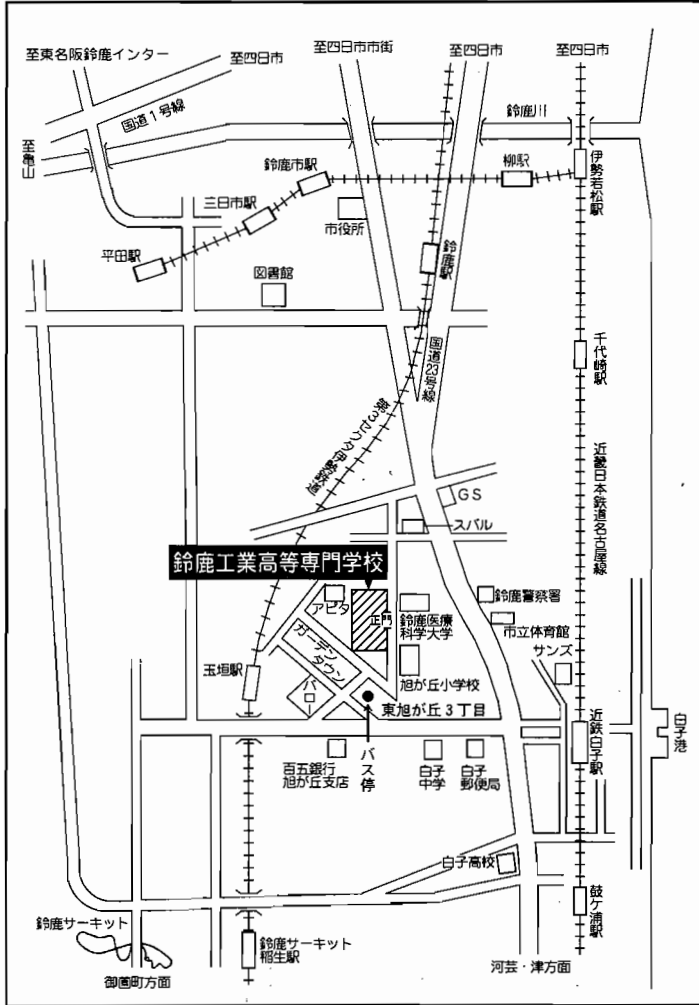 至東名阪鈴鹿インター
至四日市
至四日市市街
至四日市
至四日市
国道1号線
鈴鹿川
至亀山
鈴鹿市駅
柳駅
伊勢若松駅
三日市駅
市役所
平田駅
鈴鹿駅
図書館
国道23号線
千代崎駅
第3セクタ伊勢鉄道
近畿日本鉄道名古屋線
GS
スバル
鈴鹿工業高等専門学校
アピタ
正門
鈴鹿医療
科学大学
鈴鹿警察署
市立体育館
サンズ
ガーデン
タウン
旭が丘小学校
玉垣駅
バロー
東旭が丘3丁目
近鉄白子駅
白子港
百五銀行
旭が丘支店
バス停
白子
中学
白子
郵便局
白子高校
鼓ケ浦駅
鈴鹿サーキット
鈴鹿サーキット
稲生駅
御薗町方面
河芸・津方面